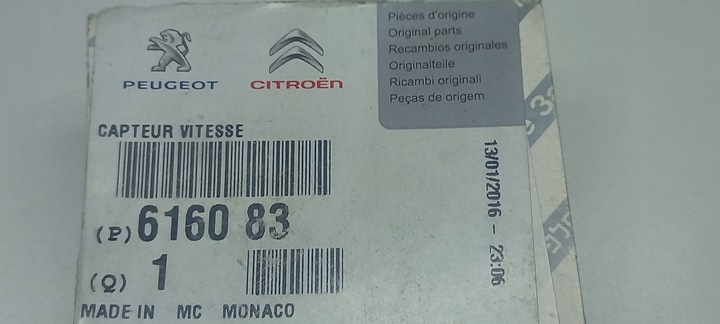 PEUGEOT
CITROËN
Pièces d'origine
Original parts
Recambios originales
Originalteile
Ricambi originali
Peças de origem
CAPTEUR VITESSE
(P) 6160 83
(Q) 1
MADE IN MC MONACO
13/01/2016 - 23:06